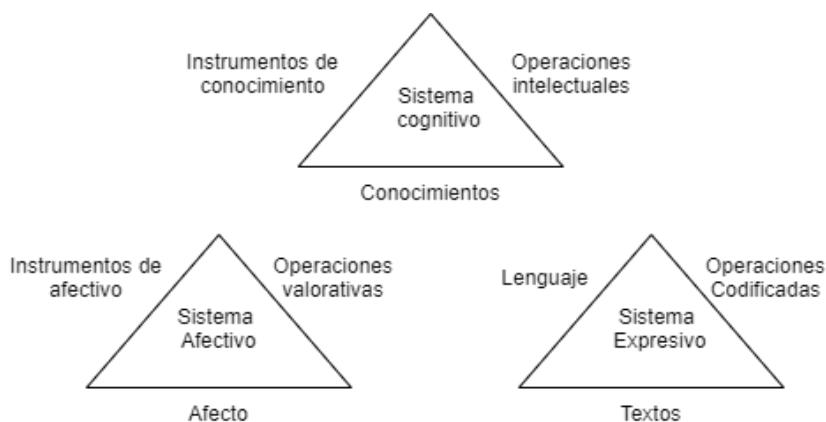 Instrumentos de
conocimiento
Operaciones
intelectuales
Sistema
cognitivo
Conocimientos
Instrumentos de
afectivo
Operaciones
valorativas
Sistema
Afectivo
Afecto
Lenguaje
Operaciones
Codificadas
Sistema
Expresivo
Textos